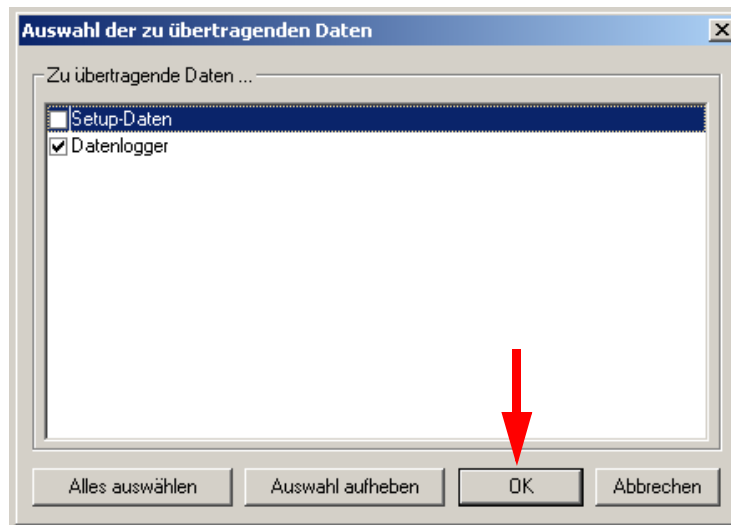 Auswahl der zu übertragenden Daten
Zu übertragende Daten ...
Setup-Daten
Datenlogger
Alles auswählen
Auswahl aufheben
OK
Abbrechen